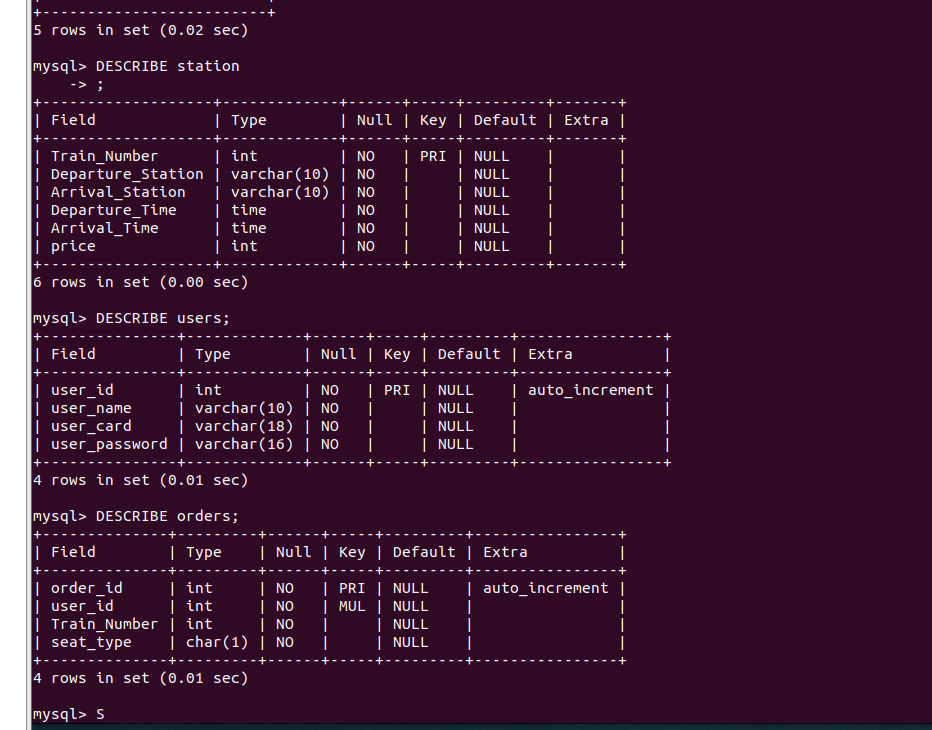 +-------------------------+
5 rows in set (0.02 sec)
mysql> DESCRIBE station
    -> ;
+-------------------+-------------+------+-----+---------+-------+
| Field             | Type        | Null | Key | Default | Extra |
+-------------------+-------------+------+-----+---------+-------+
| Train_Number      | int         | NO   | PRI | NULL    |       |
| Departure_Station | varchar(10) | NO   |     | NULL    |       |
| Arrival_Station   | varchar(10) | NO   |     | NULL    |       |
| Departure_Time    | time        | NO   |     | NULL    |       |
| Arrival_Time      | time        | NO   |     | NULL    |       |
| price             | int         | NO   |     | NULL    |       |
+-------------------+-------------+------+-----+---------+-------+
6 rows in set (0.00 sec)
mysql> DESCRIBE users;
+---------------+-------------+------+-----+---------+----------------+
| Field         | Type        | Null | Key | Default | Extra          |
+---------------+-------------+------+-----+---------+----------------+
| user_id       | int         | NO   | PRI | NULL    | auto_increment |
| user_name     | varchar(10) | NO   |     | NULL    |                |
| user_card     | varchar(18) | NO   |     | NULL    |                |
| user_password | varchar(16) | NO   |     | NULL    |                |
+---------------+-------------+------+-----+---------+----------------+
4 rows in set (0.01 sec)
mysql> DESCRIBE orders;
+--------------+---------+------+-----+---------+----------------+
| Field        | Type    | Null | Key | Default | Extra          |
+--------------+---------+------+-----+---------+----------------+
| order_id     | int     | NO   | PRI | NULL    | auto_increment |
| user_id      | int     | NO   | MUL | NULL    |                |
| Train_Number | int     | NO   |     | NULL    |                |
| seat_type    | char(1) | NO   |     | NULL    |                |
+--------------+---------+------+-----+---------+----------------+
4 rows in set (0.01 sec)
mysql> S